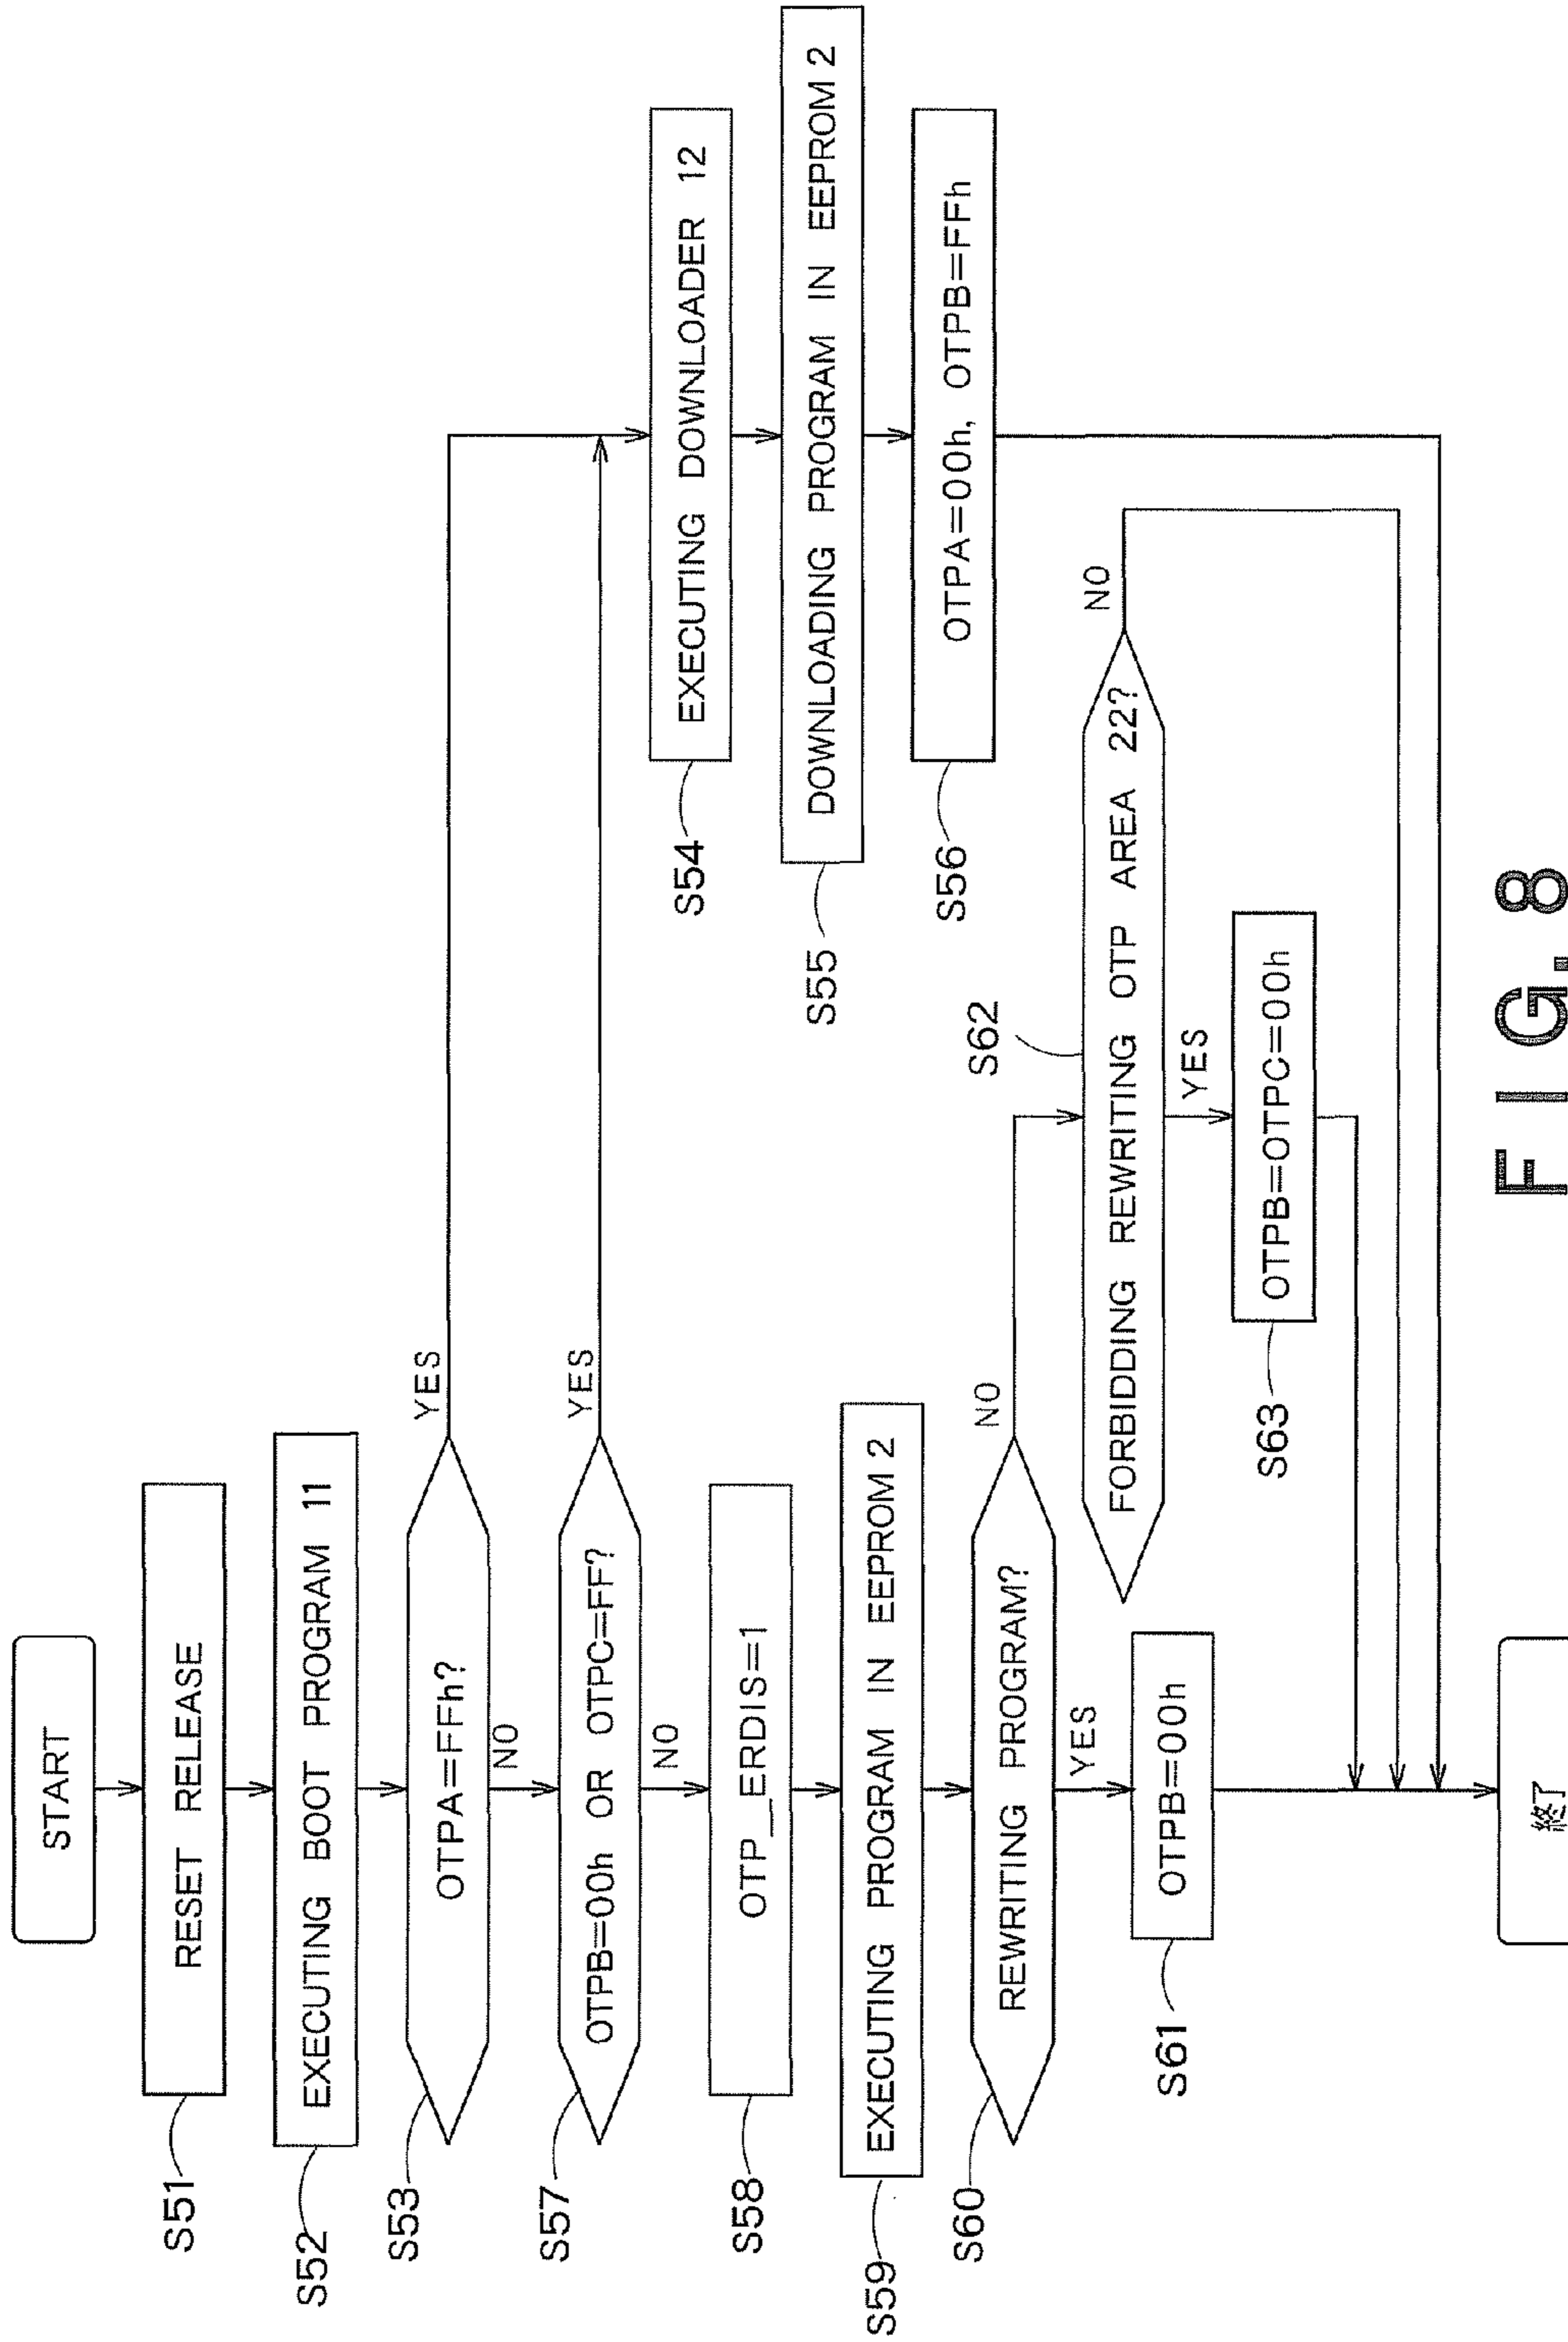 START
RESET RELEASE
S51
EXECUTING BOOT PROGRAM 11
S52
OTPA=FFh?
S53
YES
NO
OTPB=00h OR OTPC=FF?
S57
YES
NO
EXECUTING DOWNLOADER 12
S54
OTP_ERDIS=1
S58
DOWNLOADING PROGRAM IN EEPROM 2
S55
EXECUTING PROGRAM IN EEPROM 2
S59
OTPA=00h, OTPB=FFh
S56
REWRITING PROGRAM?
S60
NO
YES
FORBIDDING REWRITING OTP AREA 22?
S62
NO
YES
OTPB=00h
S61
OTPB=OTPC=00h
S63
終了
FIG. 8